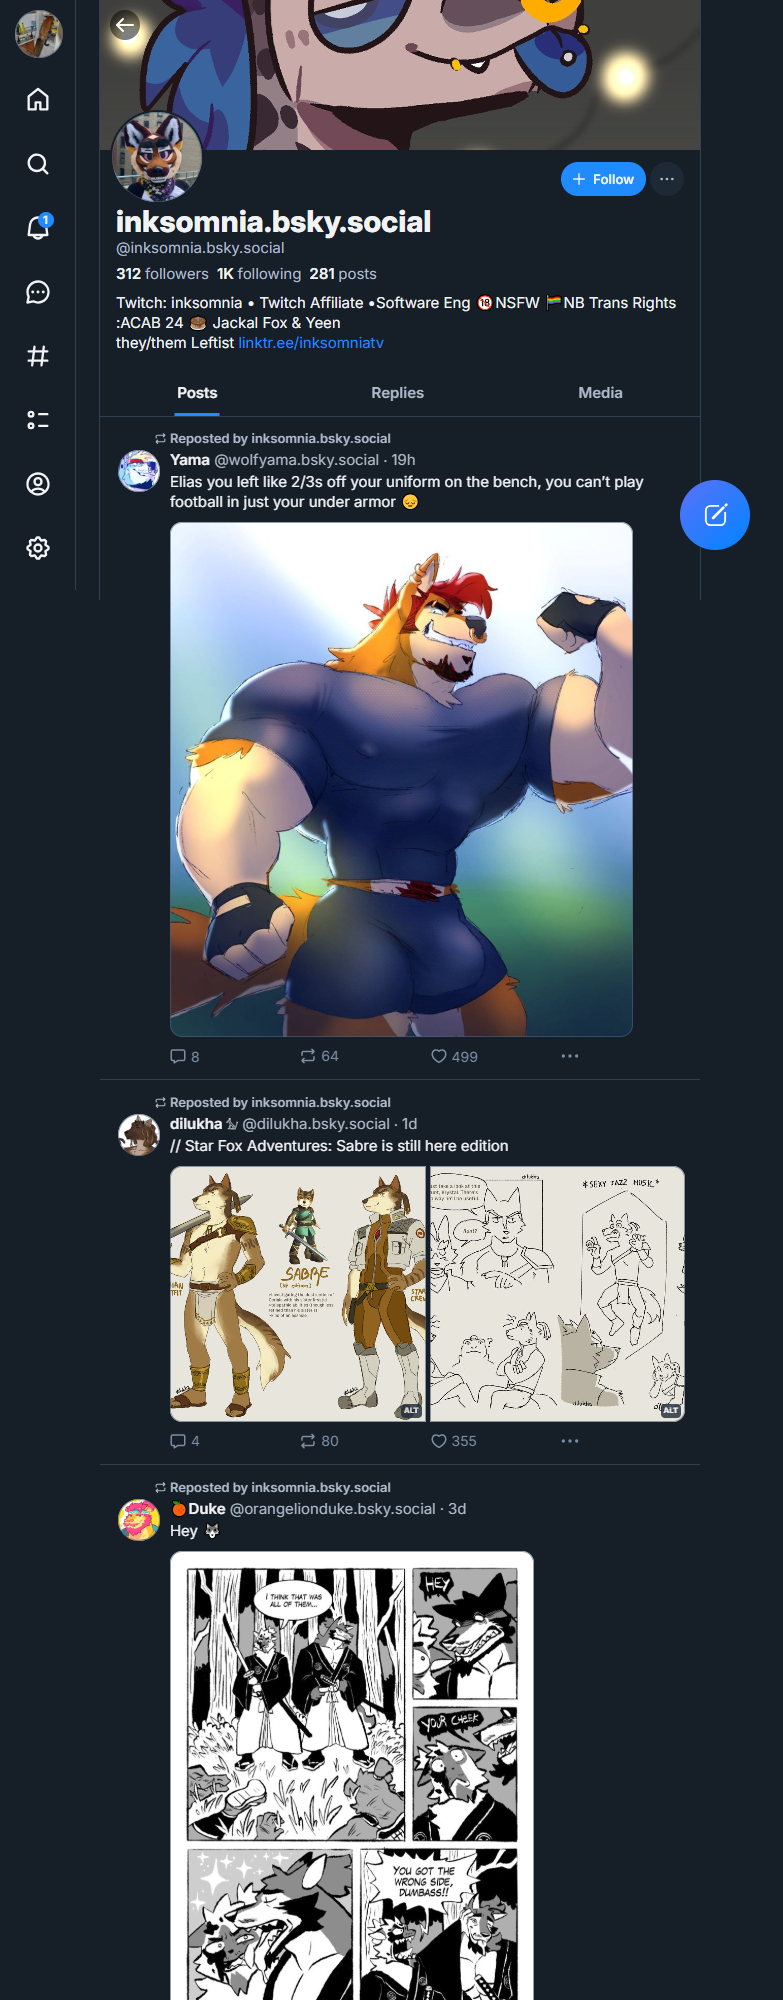 1
Follow
inksomnia.bsky.social
@inksomnia.bsky.social
312 followers 1K following 281 posts
Twitch: inksomnia • Twitch Affiliate •Software Eng 🔞NSFW 🏴NB Trans Rights
:ACAB 24 Jackal Fox & Yeen
they/them Leftist linktr.ee/inksomniatv
Posts Replies Media
Reposted by inksomnia.bsky.social
Yama @wolfyama.bsky.social · 19h
Elias you left like 2/3s off your uniform on the bench, you can’t play
football in just your under armor 😞
8 64 499
Reposted by inksomnia.bsky.social
dilukha @dilukha.bsky.social · 1d
// Star Fox Adventures: Sabre is still here edition
SABRE
*SEXY JAZZ MUSIC*
ALT
ALT
4 80 355
Reposted by inksomnia.bsky.social
🍊Duke @orangelionduke.bsky.social · 3d
Hey 🐺
I THINK THAT WAS
ALL OF THEM...
HEY
YOUR CHEEK
YOU GOT THE
WRONG SIDE,
DUMBASS!!